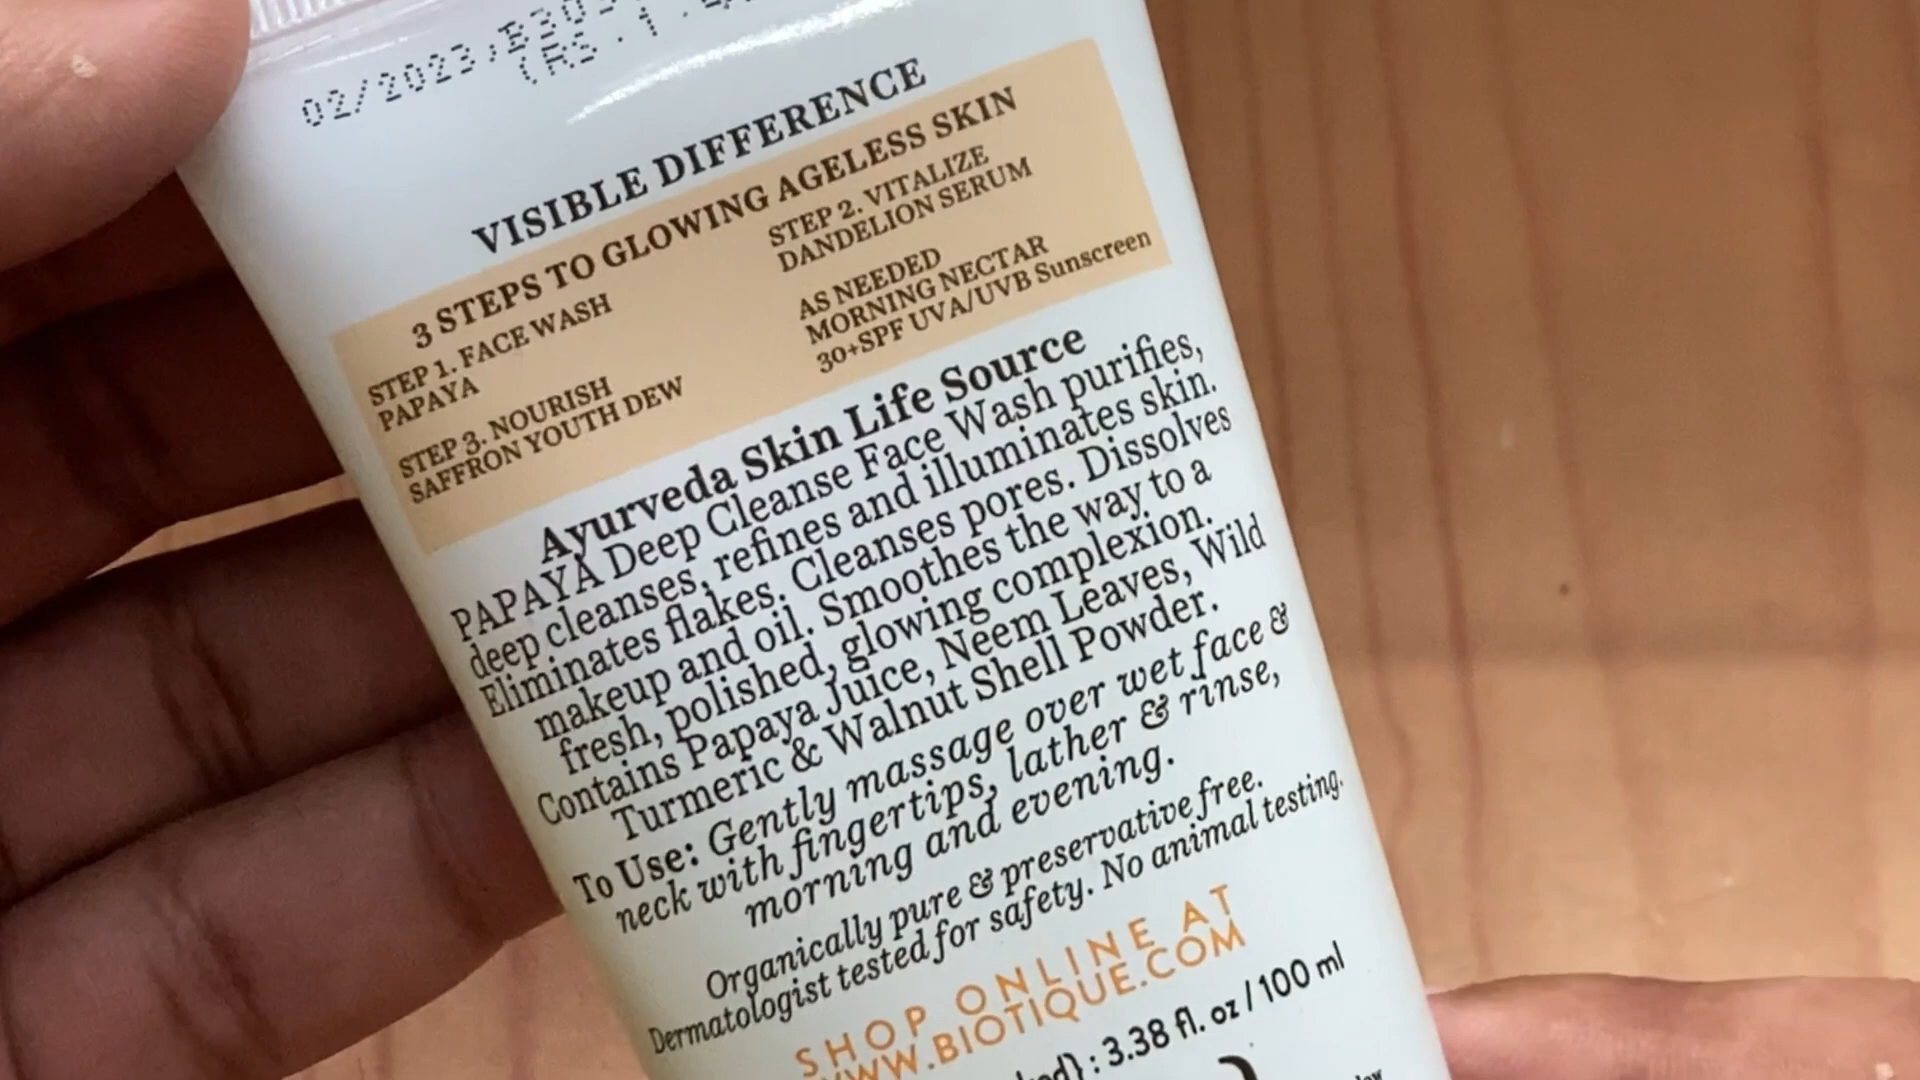 02/2023,B30
(RS.1.
VISIBLE DIFFERENCE
3 STEPS TO GLOWING AGELESS SKIN
STEP 1. FACE WASH
PAPAYA
STEP 2. VITALIZE
DANDELION SERUM
STEP 3. NOURISH
SAFFRON YOUTH DEW
AS NEEDED
MORNING NECTAR
30+SPF UVA/UVB Sunscreen
Ayurveda Skin Life Source
PAPAYA Deep Cleanse Face Wash purifies,
deep cleanses, refines and illuminates skin.
Eliminates flakes. Cleanses pores. Dissolves
makeup and oil. Smoothes the way to a
fresh, polished, glowing complexion.
Contains Papaya Juice, Neem Leaves, Wild
Turmeric & Walnut Shell Powder.
To Use: Gently massage over wet face &
neck with fingertips, lather & rinse,
morning and evening.
Organically pure & preservative free.
Dermatologist tested for safety. No animal testing.
SHOP ONLINE AT
WWW.BIOTIQUE.COM
: 3.38 fl. oz / 100 ml